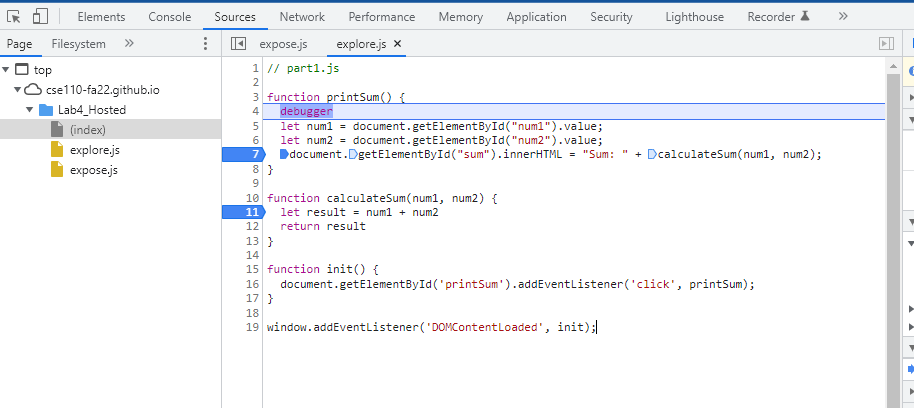 Elements Console Sources Network Performance Memory Application Security Lighthouse Recorder
Page Filesystem
expose.js explore.js
top
cse110-fa22.github.io
Lab4_Hosted
(index)
explore.js
expose.js
1 // part1.js
2
3 function printSum() {
4 debugger
5 let num1 = document.getElementById("num1").value;
6 let num2 = document.getElementById("num2").value;
7 document.getElementById("sum").innerHTML = "Sum: " + calculateSum(num1, num2);
8 }
9
10 function calculateSum(num1, num2) {
11 let result = num1 + num2
12 return result
13 }
14
15 function init() {
16 document.getElementById('printSum').addEventListener('click', printSum);
17 }
18
19 window.addEventListener('DOMContentLoaded', init);